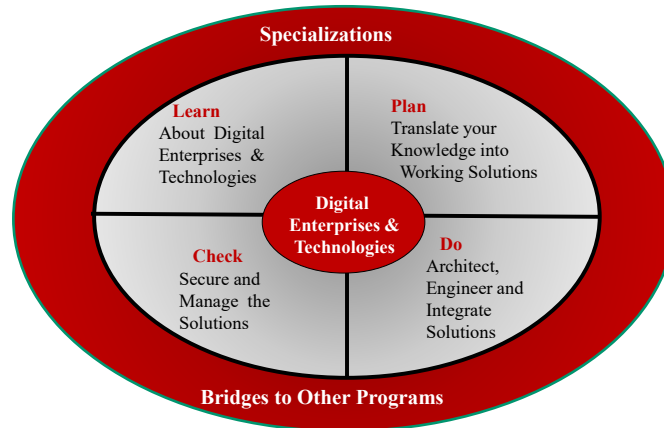 Specializations
Learn
About Digital
Enterprises &
Technologies
Plan
Translate your
Knowledge into
Working Solutions
Digital
Enterprises &
Technologies
Check
Secure and
Manage the
Solutions
Do
Architect,
Engineer and
Integrate
Solutions
Bridges to Other Programs